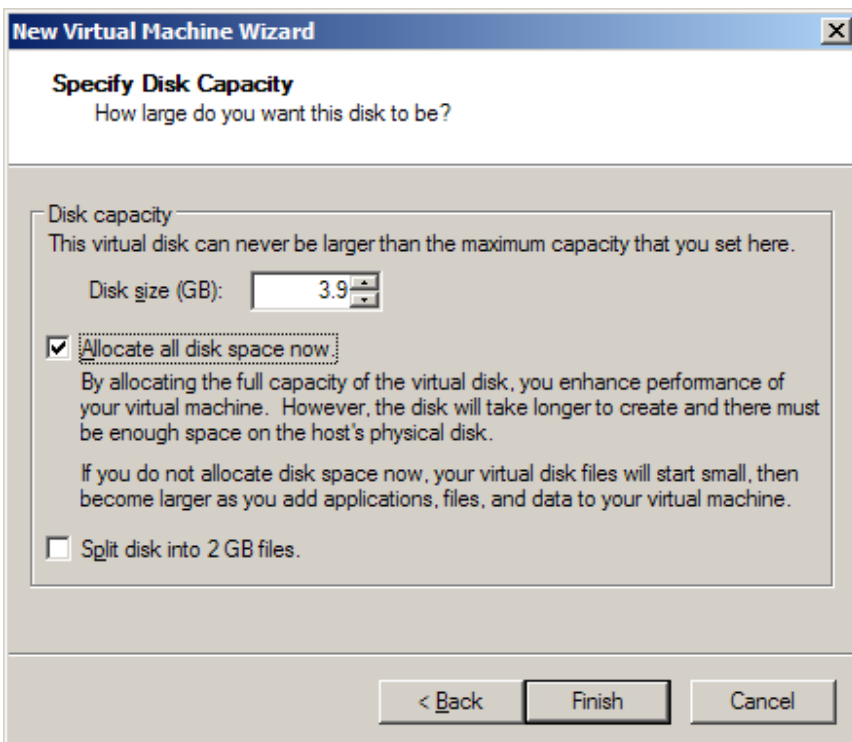 New Virtual Machine Wizard
Specify Disk Capacity
How large do you want this disk to be?
Disk capacity
This virtual disk can never be larger than the maximum capacity that you set here.
Disk size (GB): 3.9
Allocate all disk space now.
By allocating the full capacity of the virtual disk, you enhance performance of
your virtual machine.  However, the disk will take longer to create and there must
be enough space on the host's physical disk.
If you do not allocate disk space now, your virtual disk files will start small, then
become larger as you add applications, files, and data to your virtual machine.
Split disk into 2 GB files.
< Back Finish Cancel